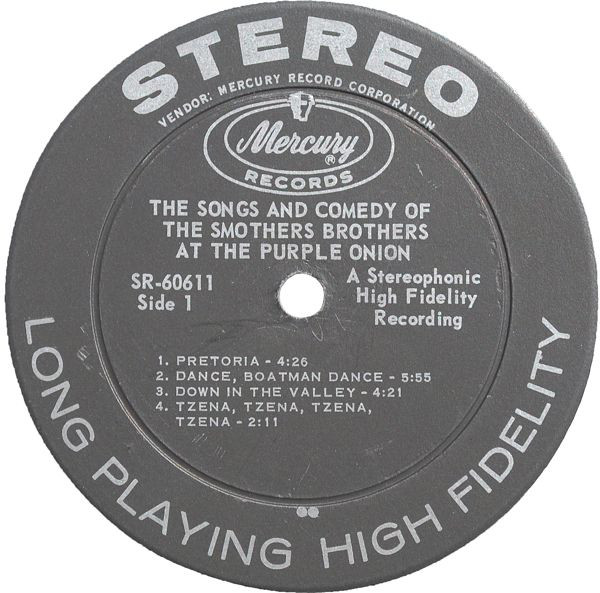 STEREO
VENDOR: MERCURY RECORD CORPORATION
Mercury®
RECORDS
THE SONGS AND COMEDY OF
THE SMOTHERS BROTHERS
AT THE PURPLE ONION
SR-60611
Side 1
A Stereophonic
High Fidelity
Recording
1. PRETORIA - 4:26
2. DANCE, BOATMAN DANCE - 5:55
3. DOWN IN THE VALLEY - 4:21
4. TZENA, TZENA, TZENA,
TZENA - 2:11
LONG PLAYING HIGH FIDELITY